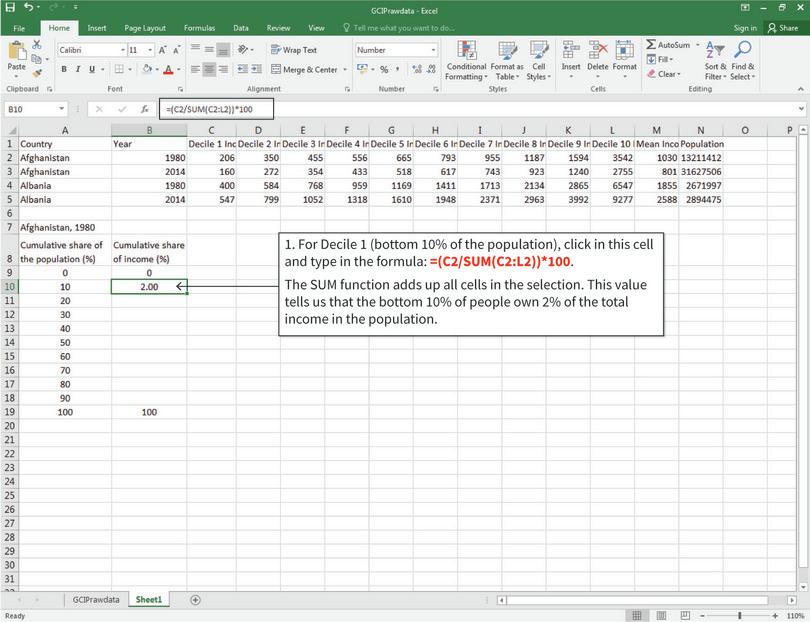 GCIPrawdata - Excel
File Home Insert Page Layout Formulas Data Review View Tell me what you want to do... Sign in Share
Paste
Calibri 11 A A
B I U A
Wrap Text
Merge & Center
Number
% ,
Conditional Formatting
Format as Table
Cell Styles
Insert Delete Format
AutoSum
Fill
Clear
Sort & Filter
Find & Select
Clipboard Font Alignment Number Styles Cells Editing
B10 fx =(C2/SUM(C2:L2))*100
A B C D E F G H I J K L M N O P
1 Country Year Decile 1 Inc Decile 2 Ir Decile 3 Ir Decile 4 Ir Decile 5 Ir Decile 6 Ir Decile 7 Ir Decile 8 Ir Decile 9 Ir Decile 10 I Mean Inco Population
2 Afghanistan 1980 206 350 455 556 665 793 955 1187 1594 3542 1030 13211412
3 Afghanistan 2014 160 272 354 433 518 617 743 923 1240 2755 801 31627506
4 Albania 1980 400 584 768 959 1169 1411 1713 2134 2865 6547 1855 2671997
5 Albania 2014 547 799 1052 1318 1610 1948 2371 2963 3992 9277 2588 2894475
6
7 Afghanistan, 1980
Cumulative share of Cumulative share
8 the population (%) of income (%)
9 0 0
10 10 2.00
11 20
12 30
13 40
14 50
15 60
16 70
17 80
18 90
19 100 100
20
21
22
23
24
25
26
27
28
29
30
31
1. For Decile 1 (bottom 10% of the population), click in this cell
and type in the formula: =(C2/SUM(C2:L2))*100.
The SUM function adds up all cells in the selection. This value
tells us that the bottom 10% of people own 2% of the total
income in the population.
GCIPrawdata Sheet1
Ready 110%